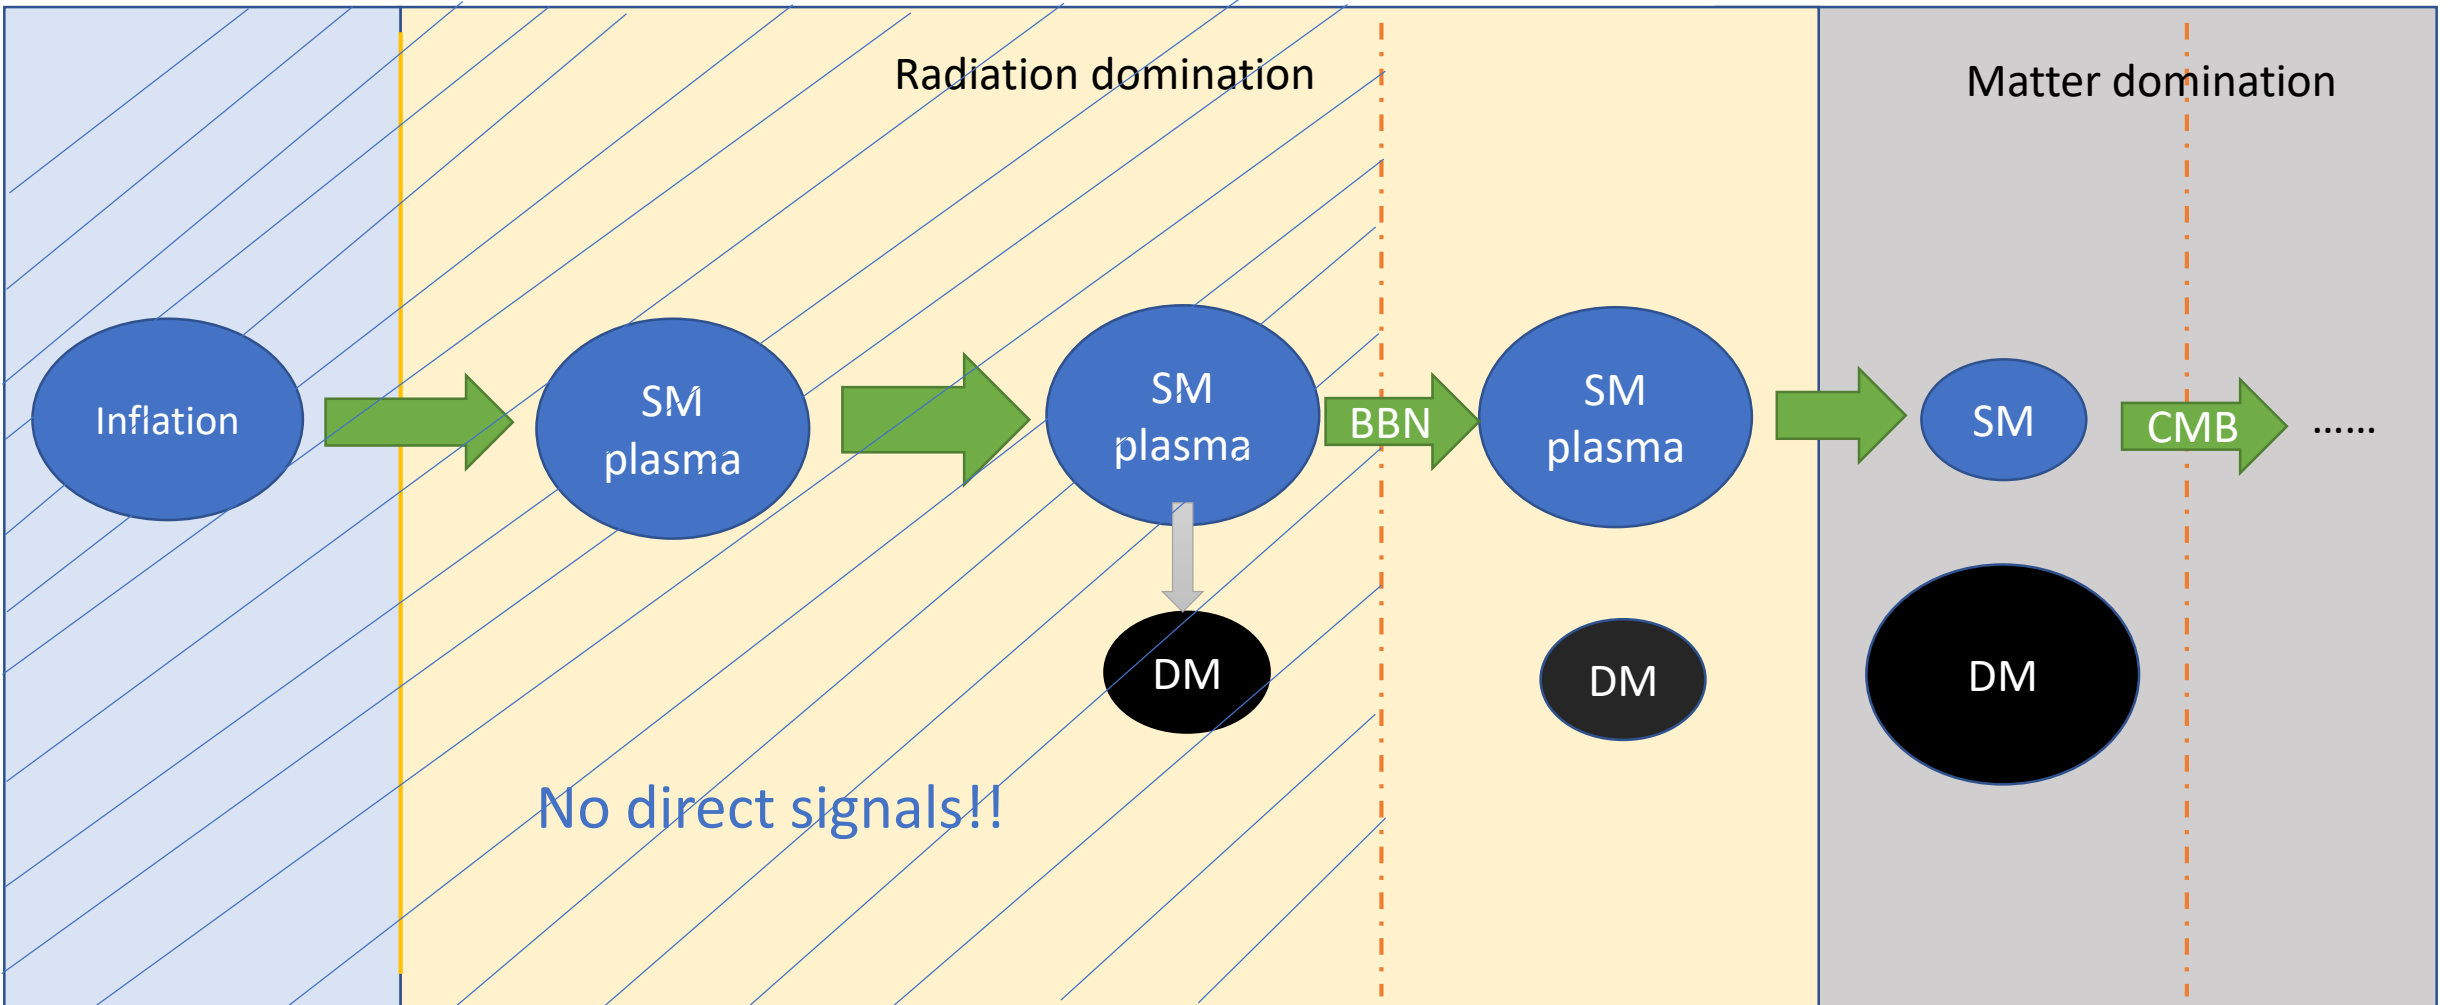 Radiation domination
Matter domination
Inflation
SM
plasma
SM
plasma
BBN
SM
plasma
SM
CMB
......
DM
DM
DM
No direct signals!!